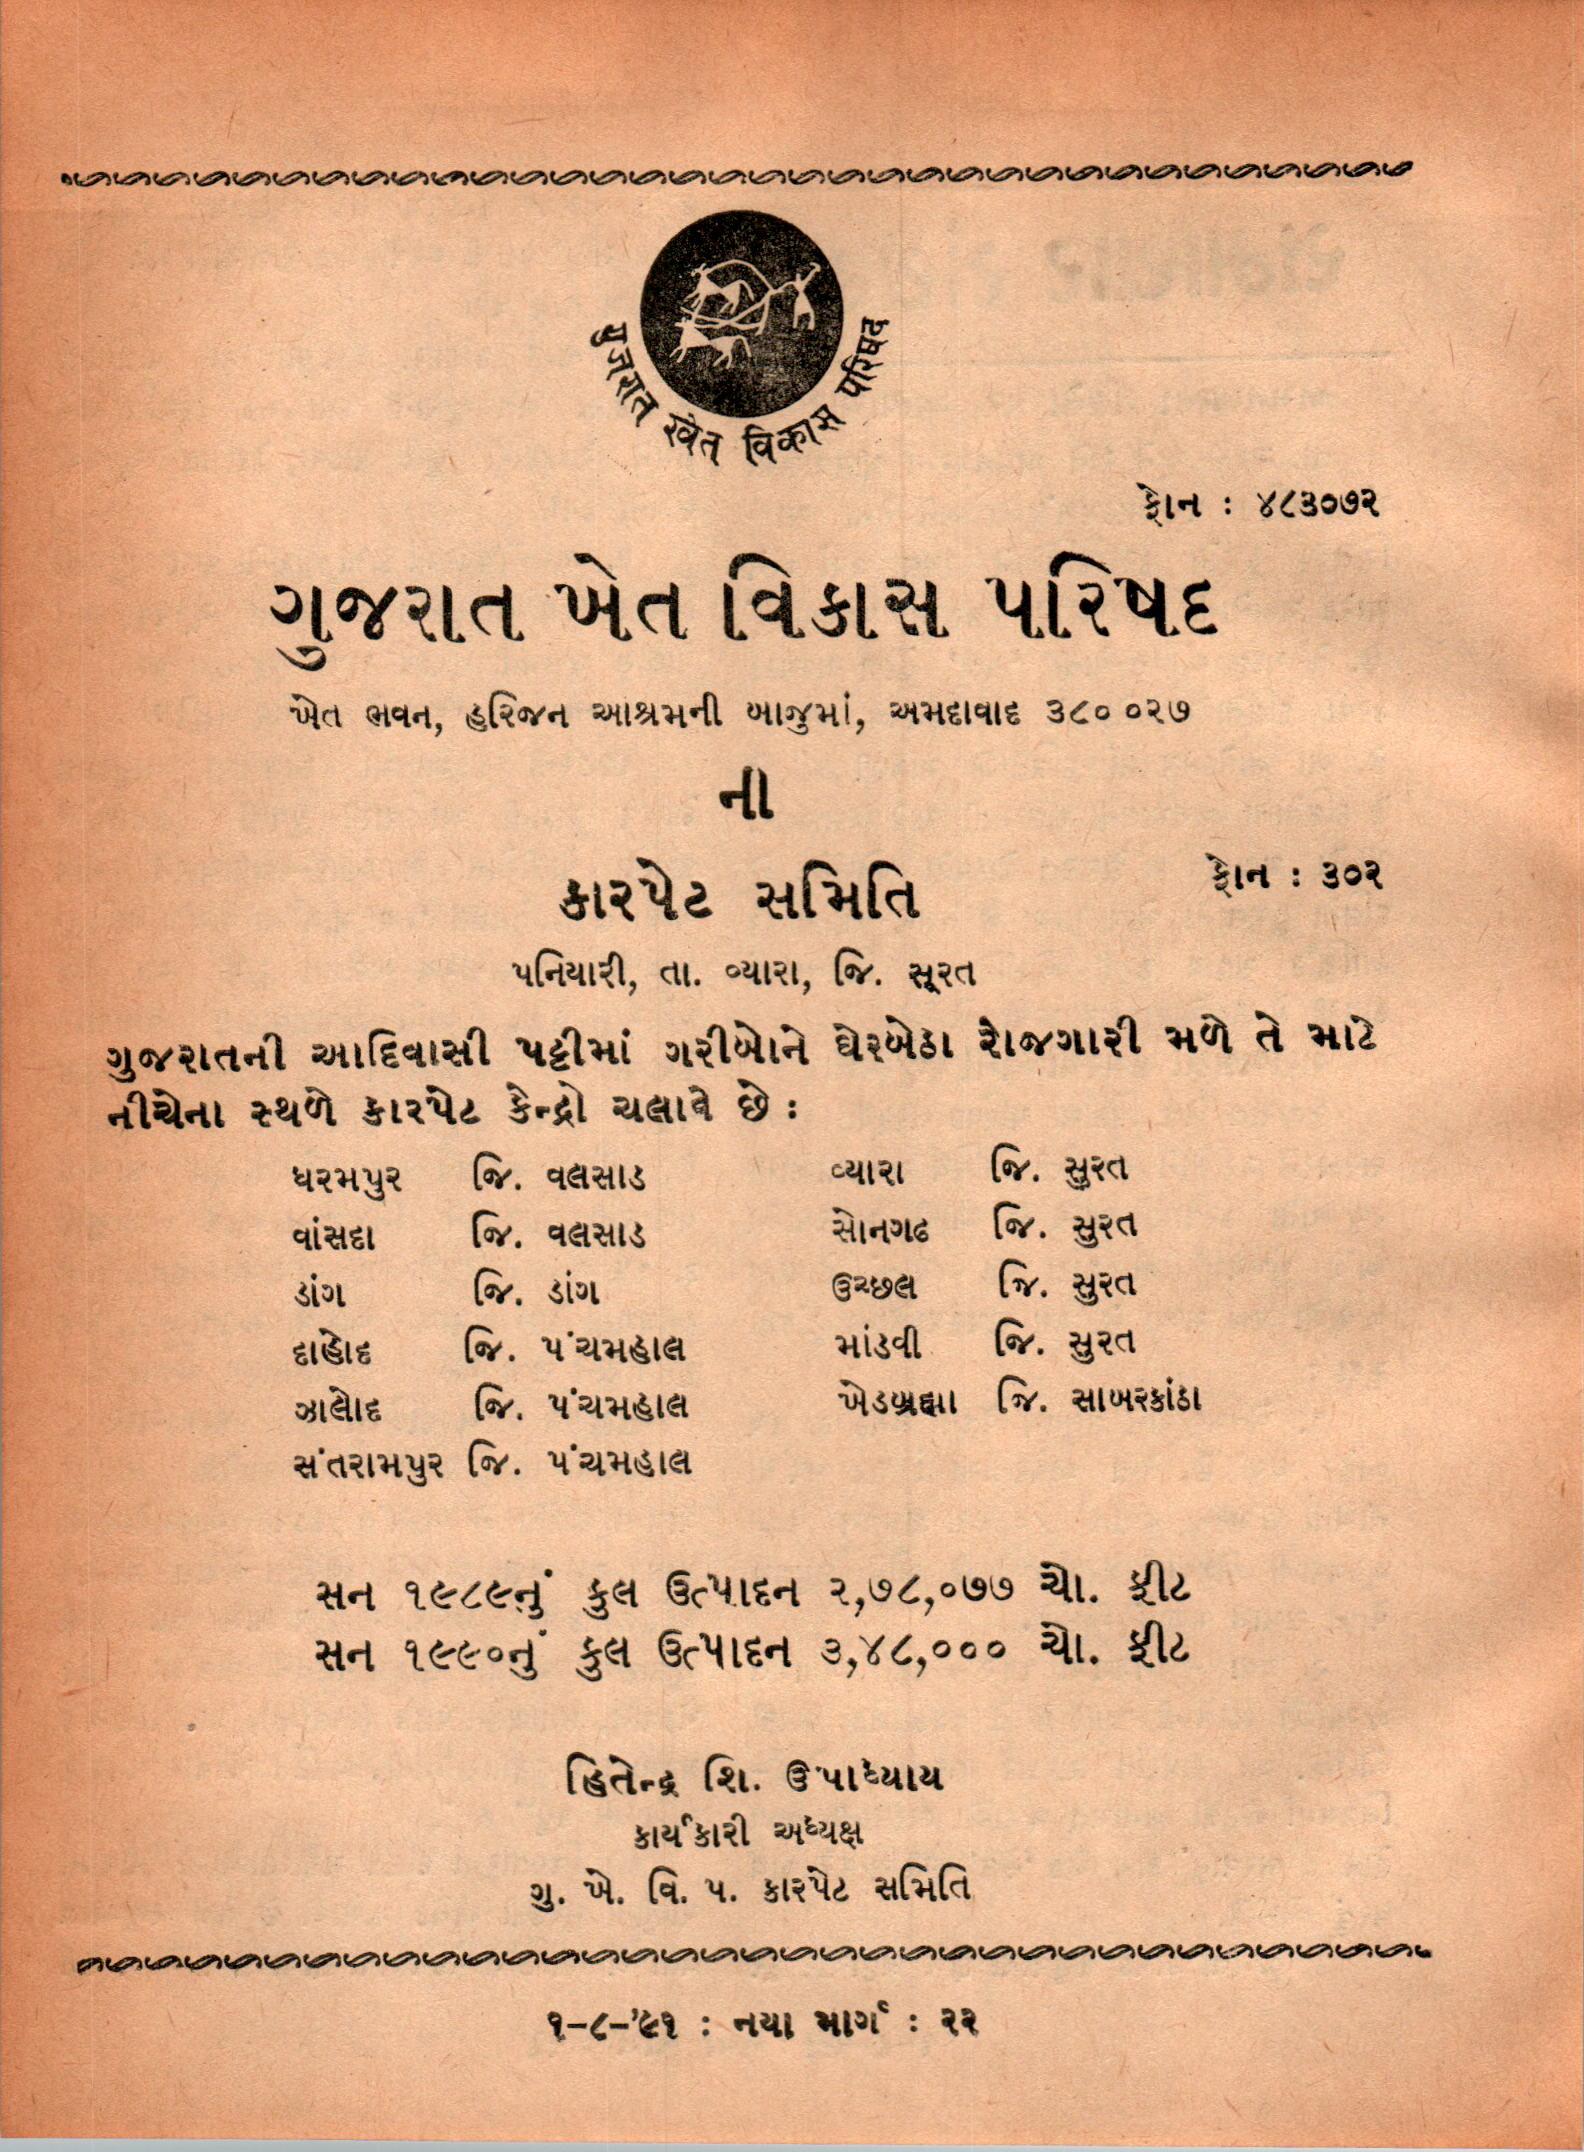 ગુજરાત ખેત વિકાસ પરિષદ
ફોન : ૪૮૩૦૭૨
ગુજરાત ખેત વિકાસ પરિષદ
ખેત ભવન, હરિજન આશ્રમની બાજુમાં, અમદાવાદ ૩૮૦ ૦૨૭
ની
કારપેટ સમિતિ
ફોન : ૩૦૨
પનિયારી, તા. વ્યારા, જિ. સૂરત
ગુજરાતની આદિવાસી પટ્ટીમાં ગરીબોને ઘેરબેઠા રોજગારી મળે તે માટે
નીચેના સ્થળે કારપેટ કેન્દ્રો ચલાવે છે :
ધરમપુર જિ. વલસાડ
વાંસદા જિ. વલસાડ
ડાંગ જિ. ડાંગ
દાહોદ જિ. પંચમહાલ
ઝાલોદ જિ. પંચમહાલ
સંતરામપુર જિ. પંચમહાલ
વ્યારા જિ. સુરત
સોનગઢ જિ. સુરત
ઉચ્છલ જિ. સુરત
માંડવી જિ. સુરત
ખેડબ્રહ્મા જિ. સાબરકાંઠા
સન ૧૯૮૯નું કુલ ઉત્પાદન ૨,૭૮,૦૭૭ ચો. ફીટ
સન ૧૯૯૦નું કુલ ઉત્પાદન ૩,૪૮,૦૦૦ ચો. ફીટ
હિતેન્દ્ર શિ. ઉપાધ્યાય
કાર્યકારી અધ્યક્ષ
ગુ. ખે. વિ. પ. કારપેટ સમિતિ
૧-૮-'૯૧ : નયા માર્ગ : ૨૨